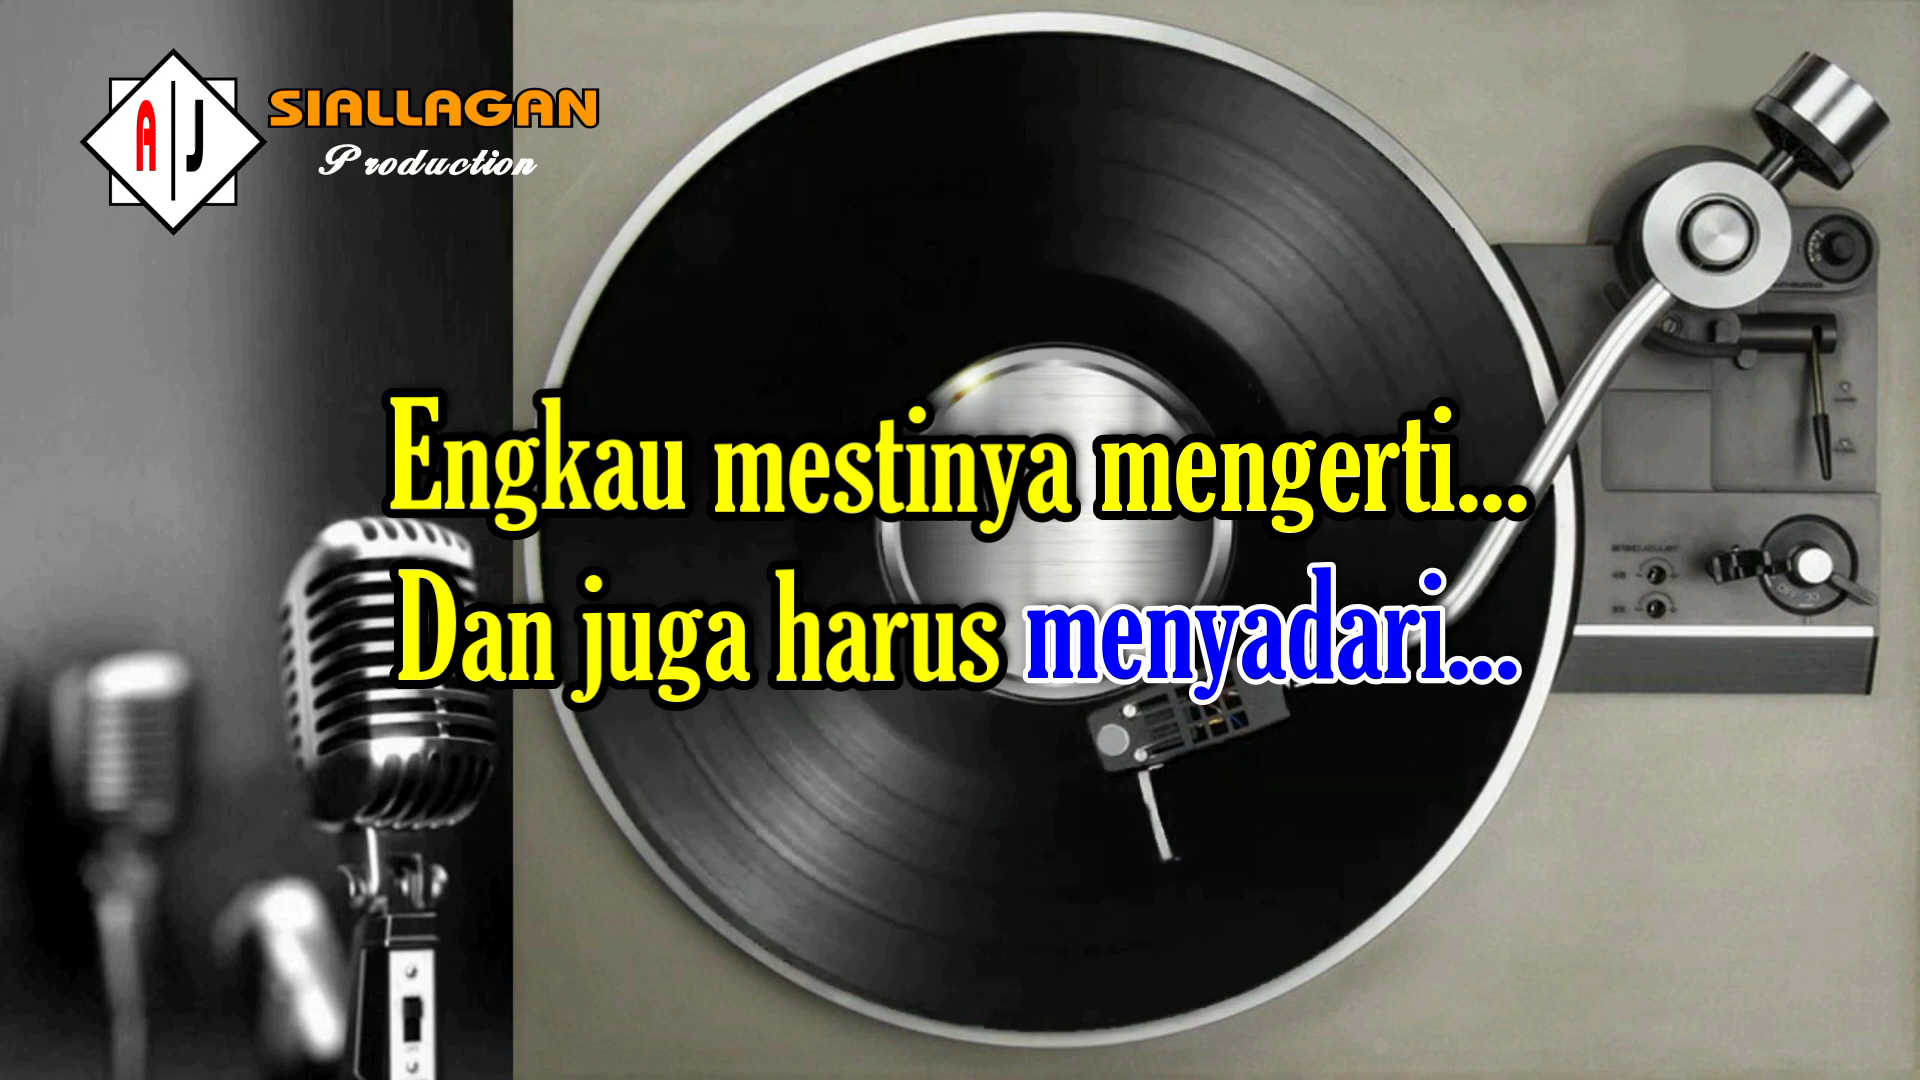 A J
SIALLAGAN
Production
Engkau mestinya mengerti...
Dan juga harus menyadari...